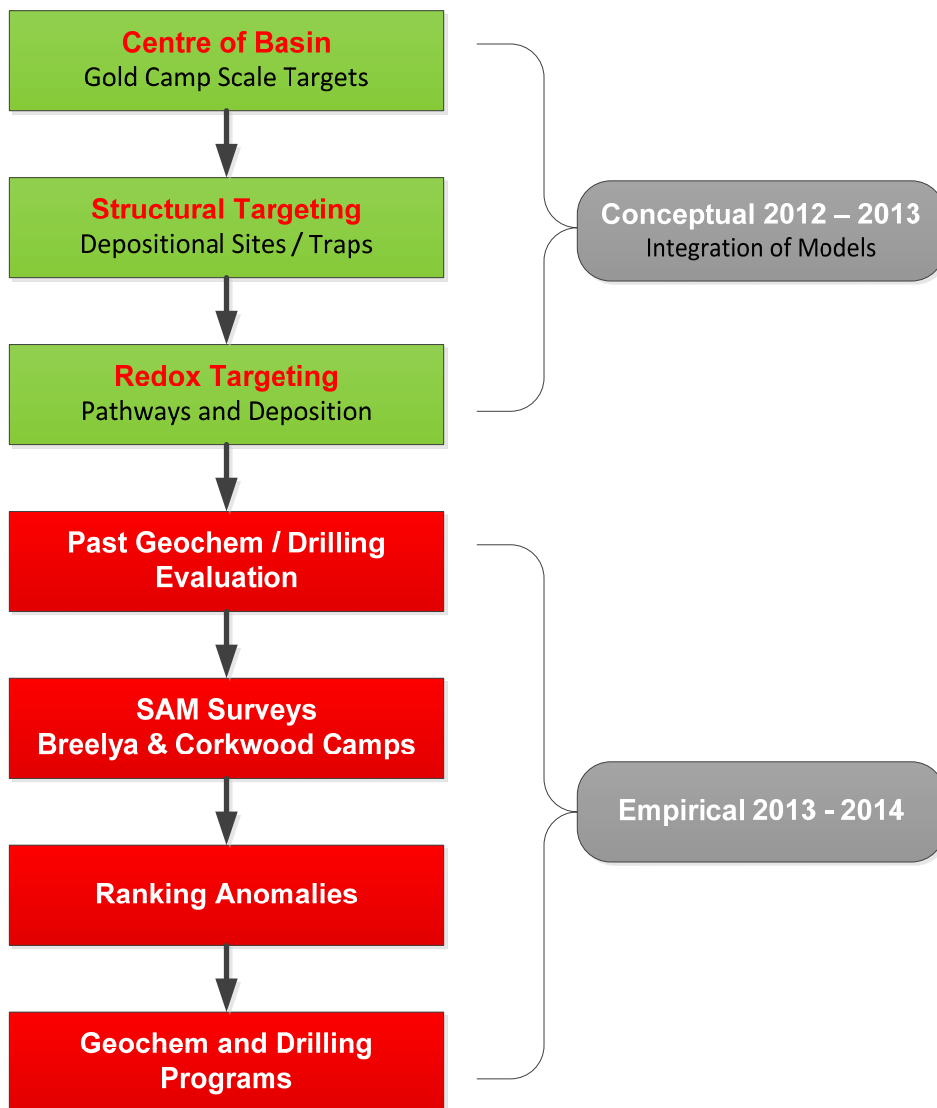 Centre of Basin
Gold Camp Scale Targets
Structural Targeting
Depositional Sites / Traps
Conceptual 2012 – 2013
Integration of Models
Redox Targeting
Pathways and Deposition
Past Geochem / Drilling
Evaluation
SAM Surveys
Breelya & Corkwood Camps
Empirical 2013 - 2014
Ranking Anomalies
Geochem and Drilling
Programs